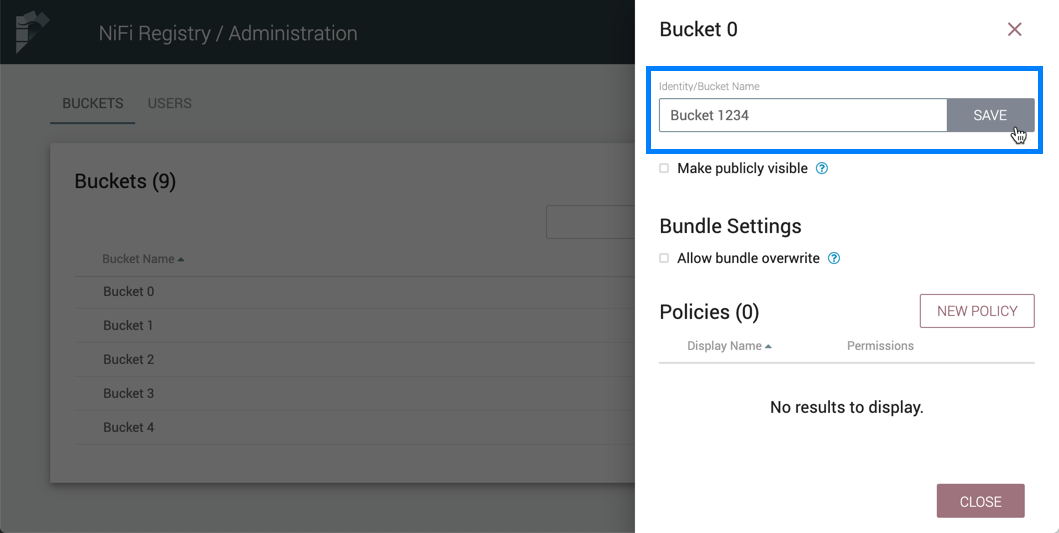 NiFi Registry / Administration
BUCKETS USERS
Buckets (9)
Bucket Name
Bucket 0
Bucket 1
Bucket 2
Bucket 3
Bucket 4
Bucket 0
Identity/Bucket Name
Bucket 1234 SAVE
Make publicly visible ?
Bundle Settings
Allow bundle overwrite ?
Policies (0) NEW POLICY
Display Name Permissions
No results to display.
CLOSE